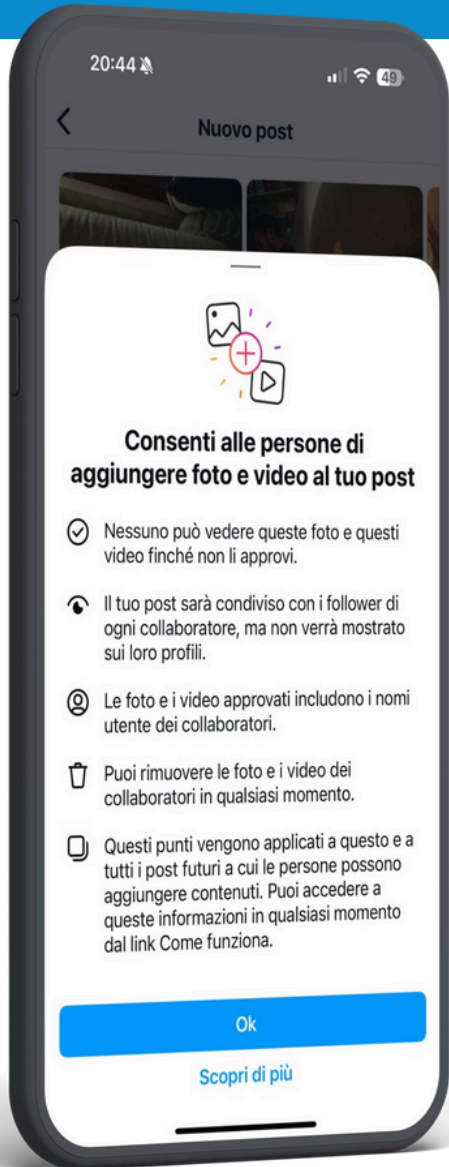 20:44
49
Nuovo post
Consenti alle persone di
aggiungere foto e video al tuo post
Nessuno può vedere queste foto e questi
video finché non li approvi.
Il tuo post sarà condiviso con i follower di
ogni collaboratore, ma non verrà mostrato
sui loro profili.
Le foto e i video approvati includono i nomi
utente dei collaboratori.
Puoi rimuovere le foto e i video dei
collaboratori in qualsiasi momento.
Questi punti vengono applicati a questo e a
tutti i post futuri a cui le persone possono
aggiungere contenuti. Puoi accedere a
queste informazioni in qualsiasi momento
dal link Come funziona.
Ok
Scopri di più